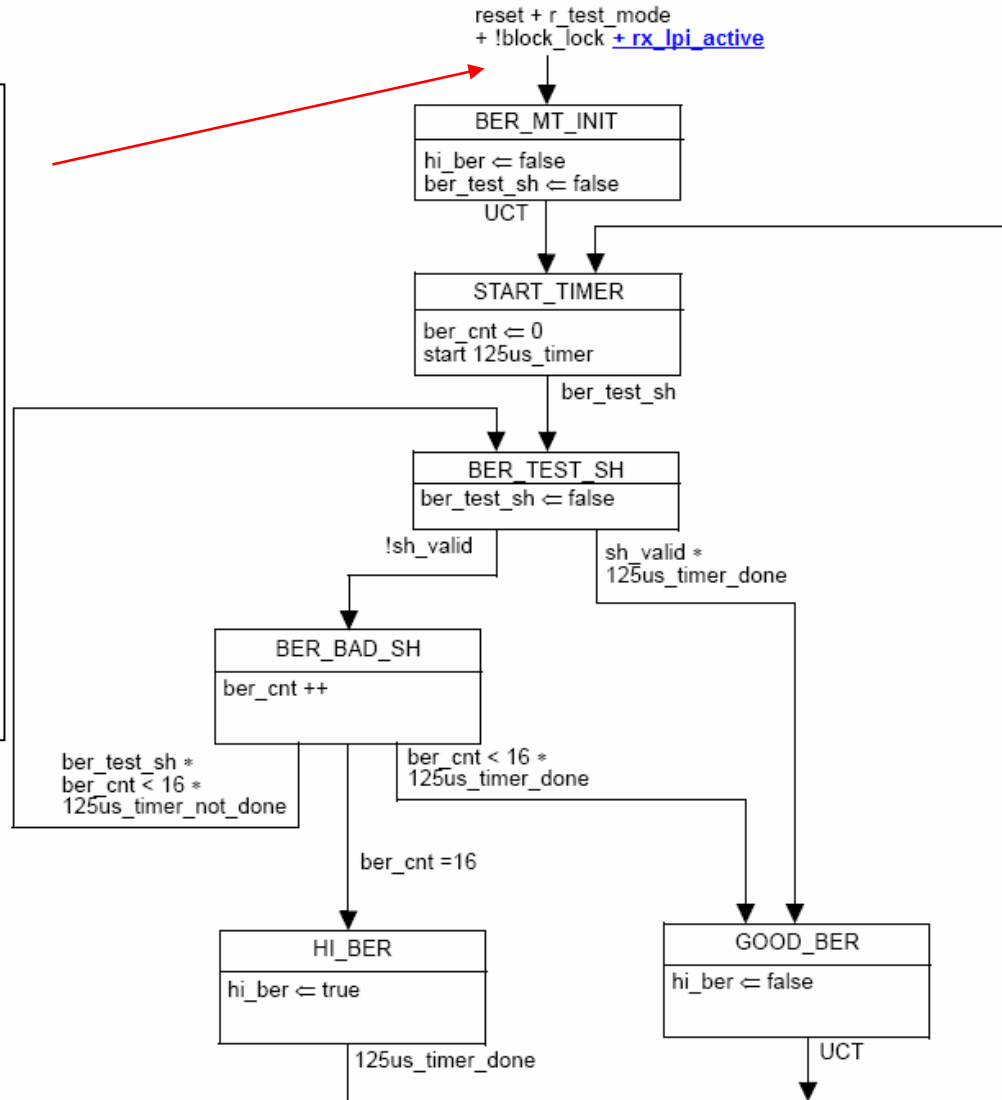 reset + r_test_mode
+ !block_lock + rx_lpi_active
BER_MT_INIT
hi_ber ⇐ false
ber_test_sh ⇐ false
UCT
START_TIMER
ber_cnt ⇐ 0
start 125us_timer
ber_test_sh
BER_TEST_SH
ber_test_sh ⇐ false
!sh_valid
sh_valid *
125us_timer_done
BER_BAD_SH
ber_cnt ++
ber_test_sh *
ber_cnt < 16 *
125us_timer_not_done
ber_cnt < 16 *
125us_timer_done
ber_cnt =16
HI_BER
hi_ber ⇐ true
125us_timer_done
GOOD_BER
hi_ber ⇐ false
UCT